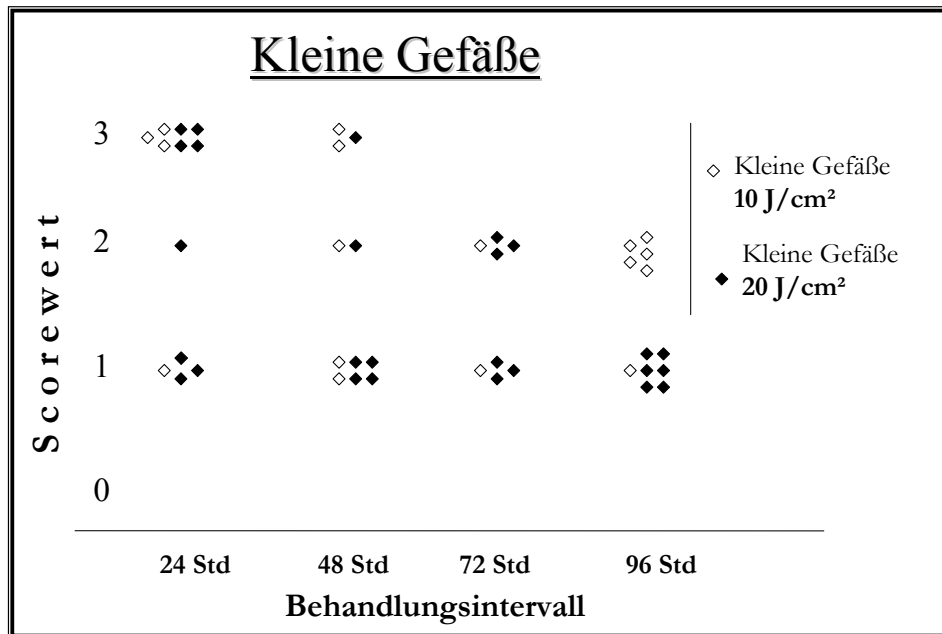 Kleine Gefäße
3
2
1
0
Scorewert
Kleine Gefäße
10 J/cm²
Kleine Gefäße
20 J/cm²
24 Std 48 Std 72 Std 96 Std
Behandlungsintervall